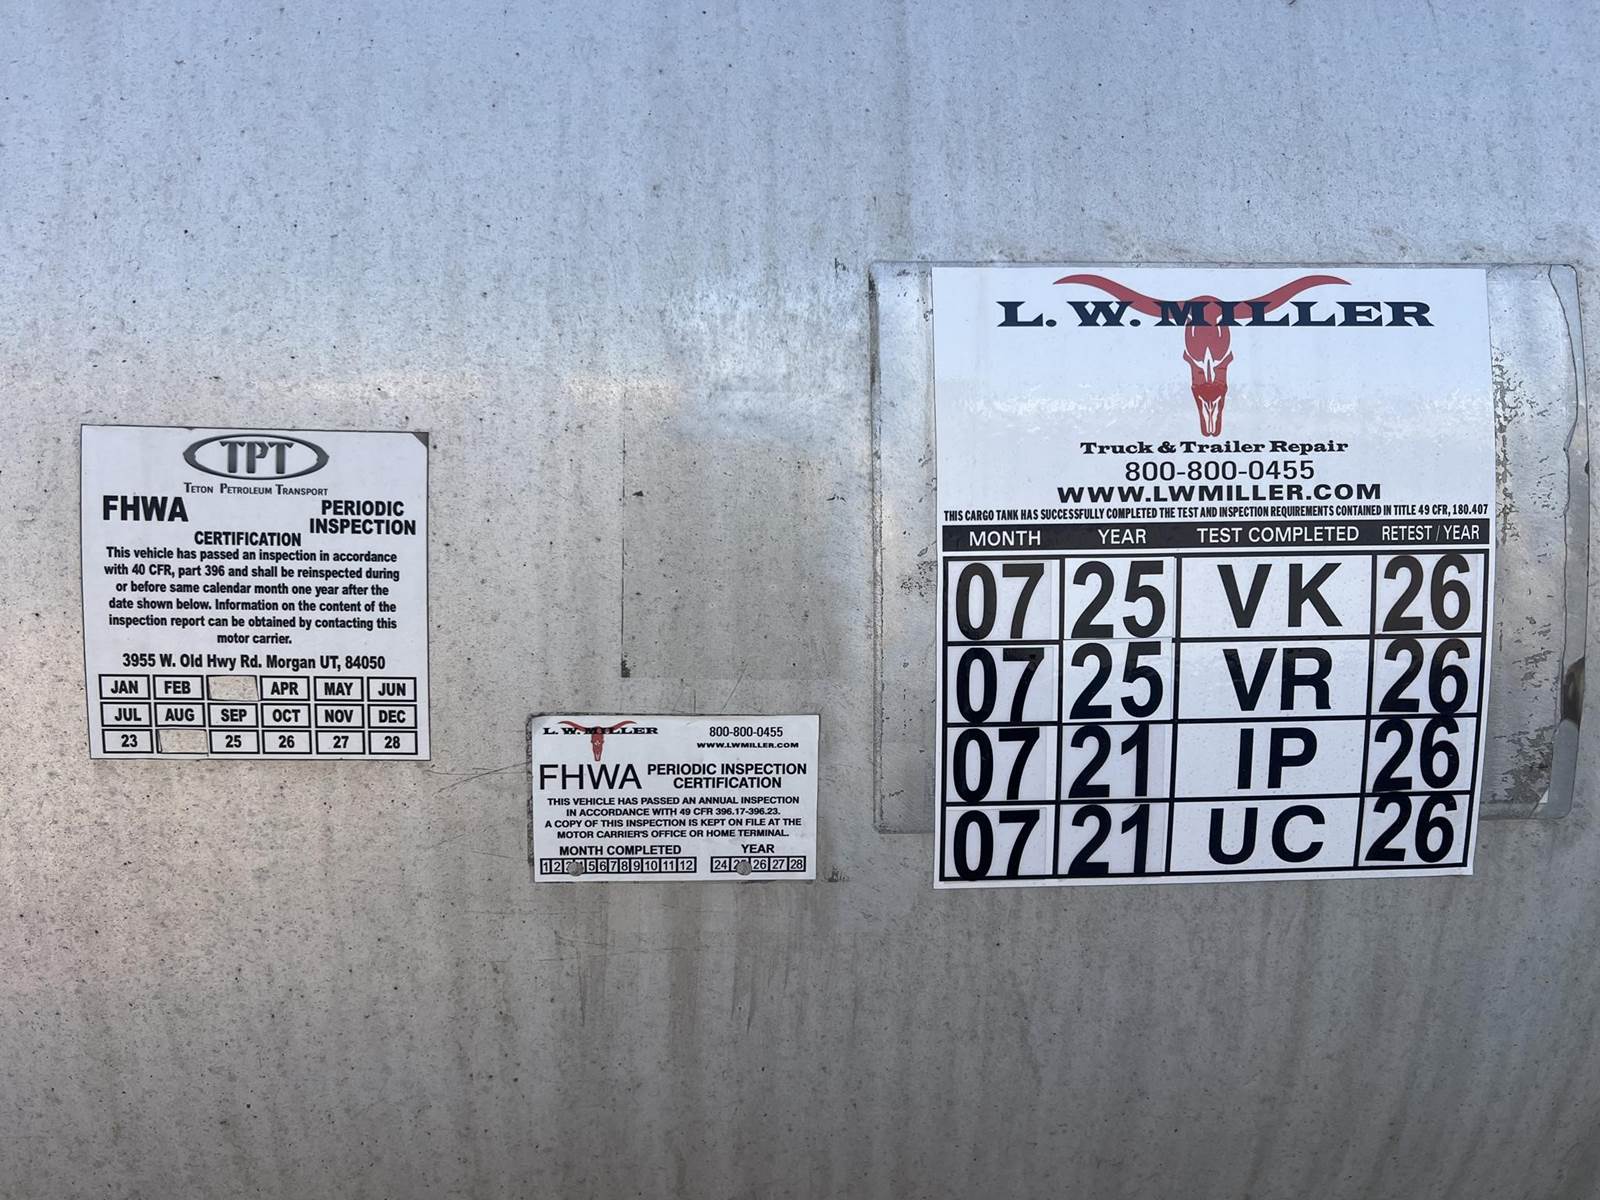 TPT
TETON PETROLEUM TRANSPORT
FHWA PERIODIC INSPECTION
CERTIFICATION
This vehicle has passed an inspection in accordance
with 40 CFR, part 396 and shall be reinspected during
or before same calendar month one year after the
date shown below. Information on the content of the
inspection report can be obtained by contacting this
motor carrier.
3955 W. Old Hwy Rd. Morgan UT, 84050
JAN FEB APR MAY JUN
JUL AUG SEP OCT NOV DEC
23 25 26 27 28
L. W. MILLER 800-800-0455
WWW.LWMILLER.COM
FHWA PERIODIC INSPECTION
CERTIFICATION
THIS VEHICLE HAS PASSED AN ANNUAL INSPECTION
IN ACCORDANCE WITH 49 CFR 396.17-396.23.
A COPY OF THIS INSPECTION IS KEPT ON FILE AT THE
MOTOR CARRIER'S OFFICE OR HOME TERMINAL.
MONTH COMPLETED YEAR
1 2 5 6 7 8 9 10 11 12 24 26 27 28
L. W. MILLER
Truck & Trailer Repair
800-800-0455
WWW.LWMILLER.COM
THIS CARGO TANK HAS SUCCESSFULLY COMPLETED THE TEST AND INSPECTION REQUIREMENTS CONTAINED IN TITLE 49 CFR, 180.407
MONTH YEAR TEST COMPLETED RETEST / YEAR
07 25 VK 26
07 25 VR 26
07 21 IP 26
07 21 UC 26